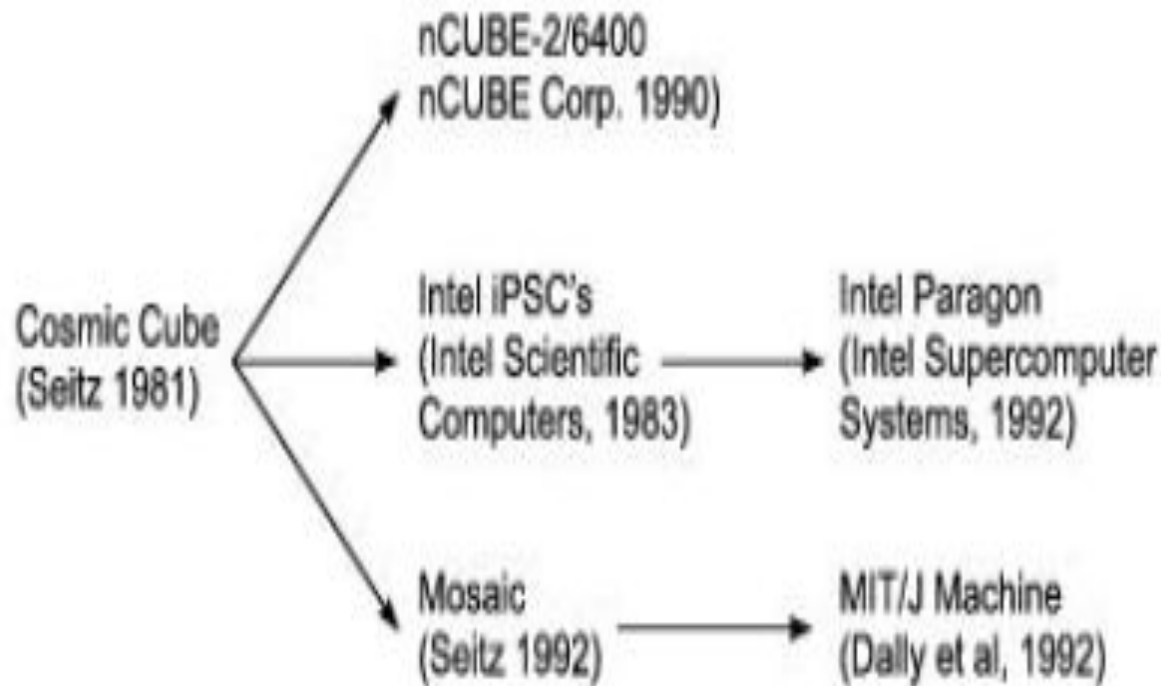 nCUBE-2/6400
nCUBE Corp. 1990)
Cosmic Cube
(Seitz 1981)
Intel iPSC's
(Intel Scientific
Computers, 1983)
Intel Paragon
(Intel Supercomputer
Systems, 1992)
Mosaic
(Seitz 1992)
MIT/J Machine
(Dally et al, 1992)